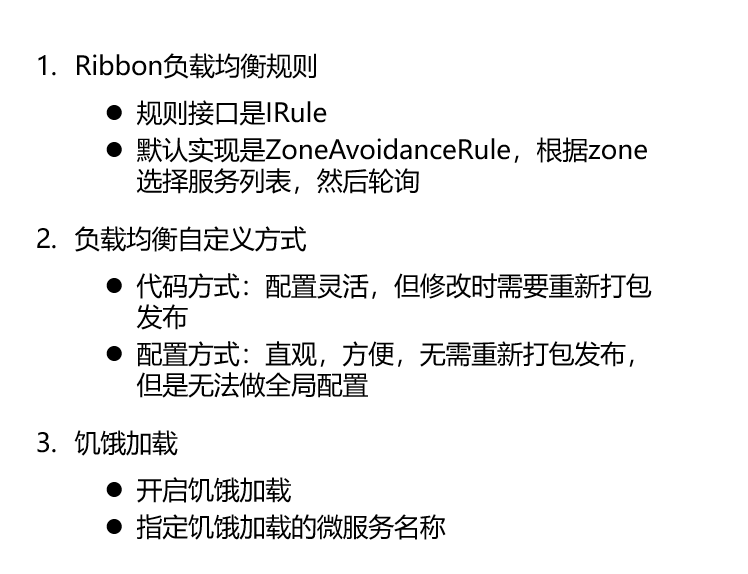 1. Ribbon负载均衡规则
● 规则接口是IRule
● 默认实现是ZoneAvoidanceRule，根据zone
选择服务列表，然后轮询
2. 负载均衡自定义方式
● 代码方式：配置灵活，但修改时需要重新打包
发布
● 配置方式：直观，方便，无需重新打包发布，
但是无法做全局配置
3. 饥饿加载
● 开启饥饿加载
● 指定饥饿加载的微服务名称